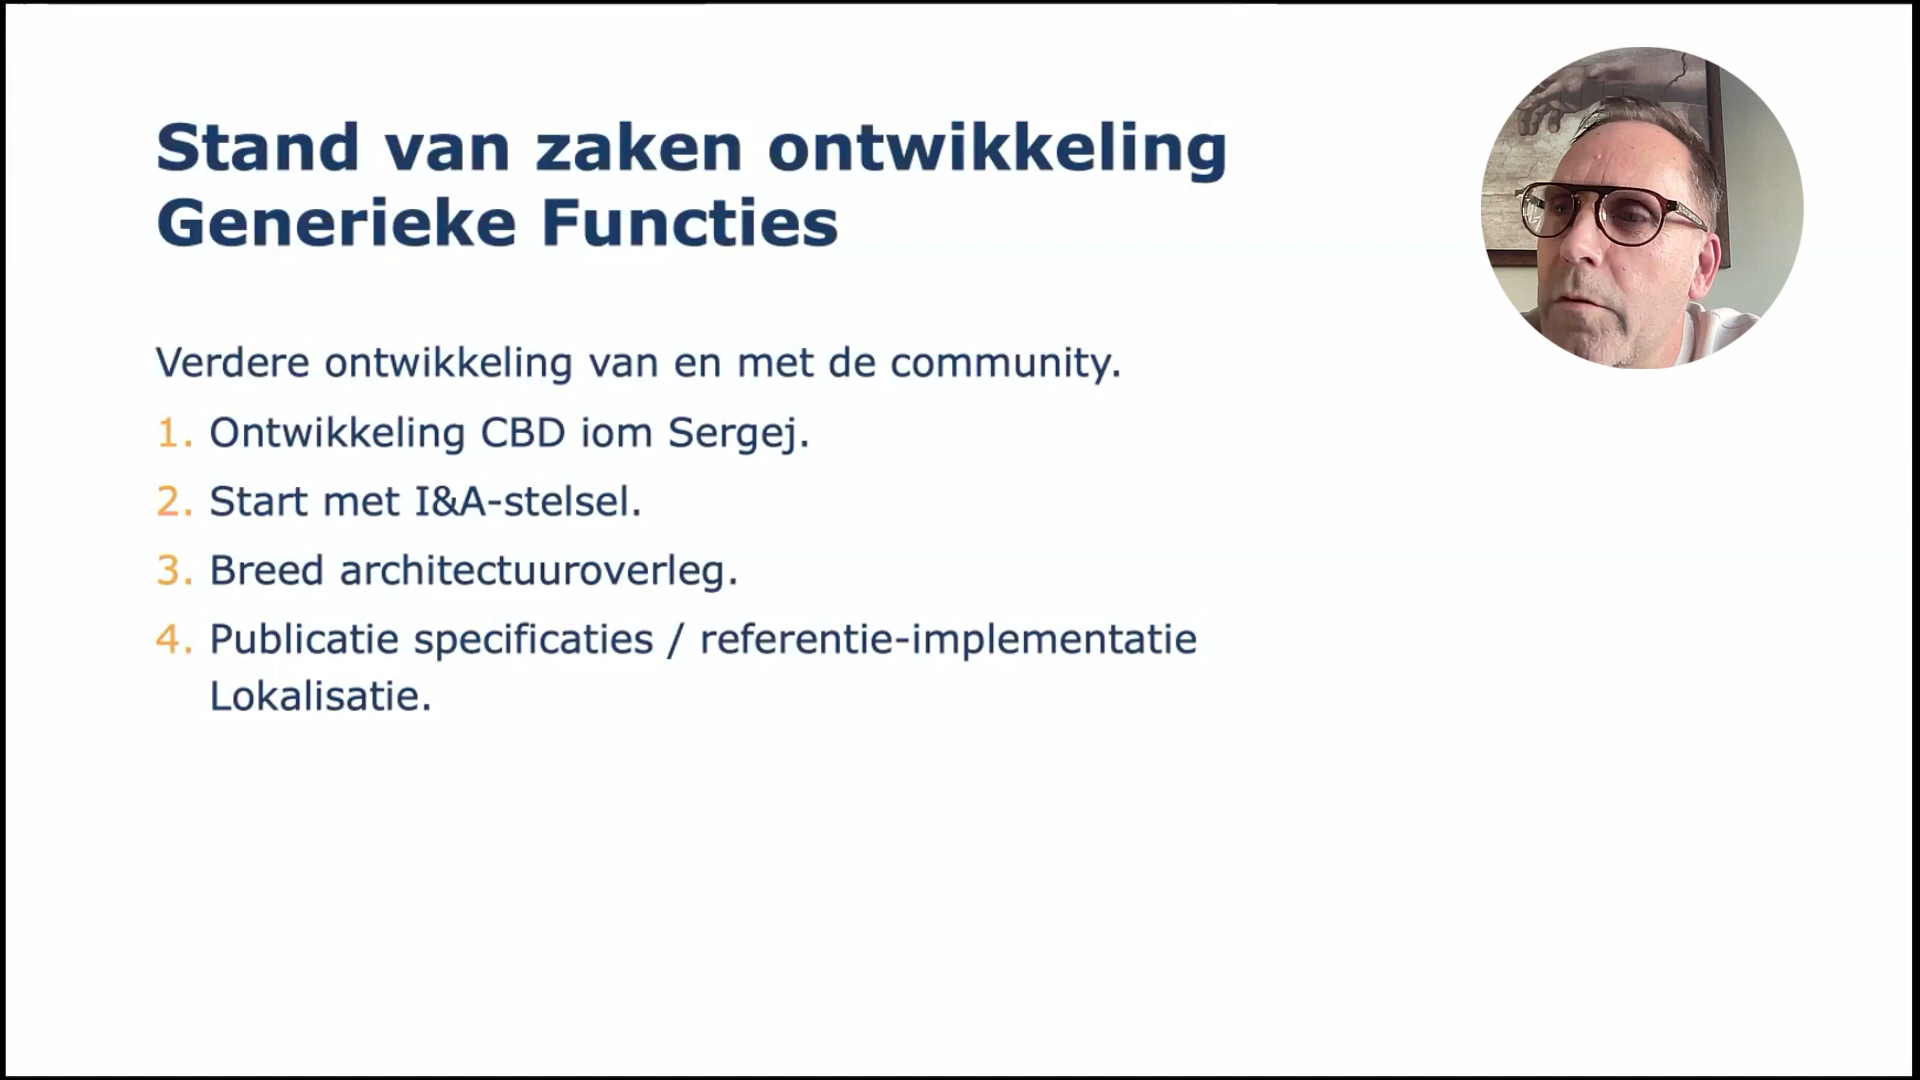 Stand van zaken ontwikkeling
Generieke Functies
Verdere ontwikkeling van en met de community.
1. Ontwikkeling CBD iom Sergej.
2. Start met I&A-stelsel.
3. Breed architectuuroverleg.
4. Publicatie specificaties / referentie-implementatie
Lokalisatie.